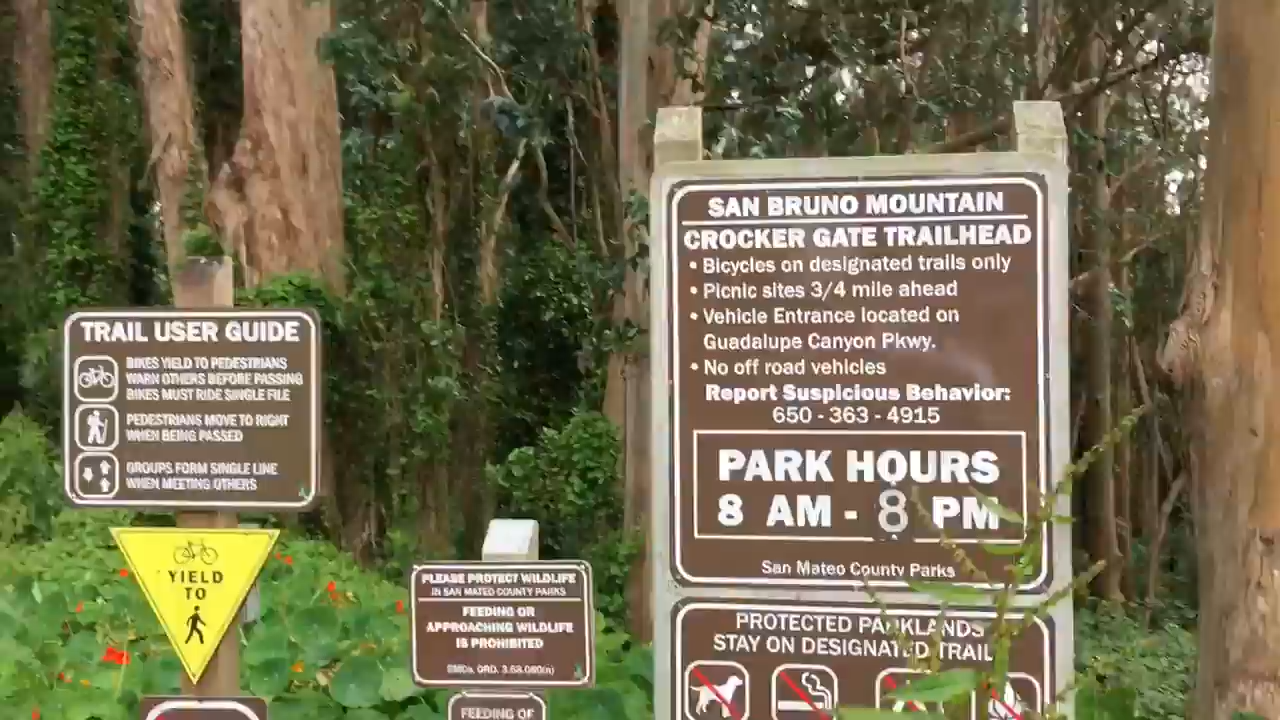 TRAIL USER GUIDE
BIKES YIELD TO PEDESTRIANS
WARN OTHERS BEFORE PASSING
BIKES MUST RIDE SINGLE FILE
PEDESTRIANS MOVE TO RIGHT
WHEN BEING PASSED
GROUPS FORM SINGLE LINE
WHEN MEETING OTHERS
YIELD
TO
PLEASE PROTECT WILDLIFE
IN SAN MATEO COUNTY PARKS
FEEDING OR
APPROACHING WILDLIFE
IS PROHIBITED
SMCo. ORD. 3.68.080(n)
FEEDING OF
SAN BRUNO MOUNTAIN
CROCKER GATE TRAILHEAD
• Bicycles on designated trails only
• Picnic sites 3/4 mile ahead
• Vehicle Entrance located on
Guadalupe Canyon Pkwy.
• No off road vehicles
Report Suspicious Behavior:
650 - 363 - 4915
PARK HOURS
8 AM - 8 PM
San Mateo County Parks
PROTECTED PARKLANDS
STAY ON DESIGNATED TRAIL